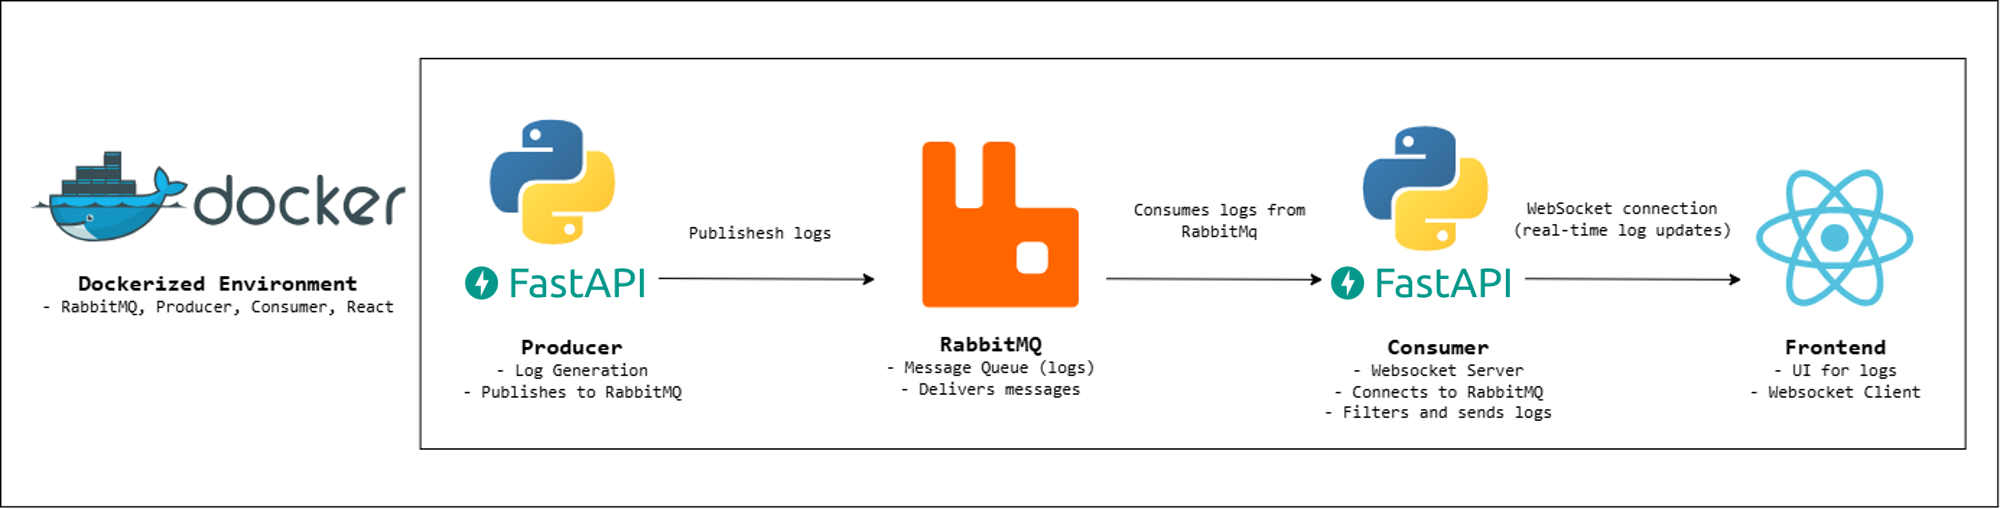 docker
Dockerized Environment
- RabbitMQ, Producer, Consumer, React
FastAPI
Producer
- Log Generation
- Publishes to RabbitMQ
Publishesh logs
RabbitMQ
- Message Queue (logs)
- Delivers messages
Consumes logs from
RabbitMq
FastAPI
Consumer
- Websocket Server
- Connects to RabbitMQ
- Filters and sends logs
WebSocket connection
(real-time log updates)
Frontend
- UI for logs
- Websocket Client